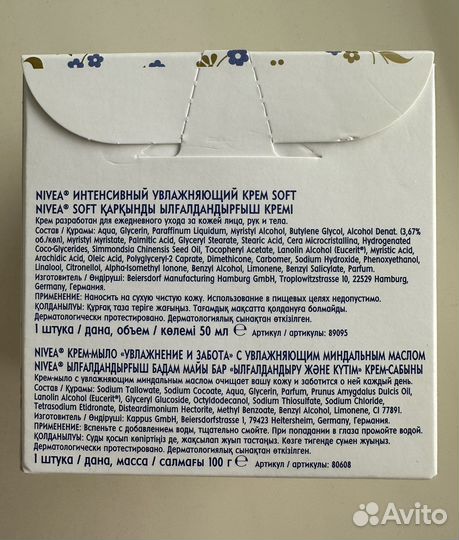 NIVEA® ИНТЕНСИВНЫЙ УВЛАЖНЯЮЩИЙ КРЕМ SOFT
NIVEA® SOFT ҚАРҚЫНДЫ ЫЛҒАЛДАНДЫРҒЫШ КРЕМІ
Крем разработан для ежедневного ухода за кожей лица, рук и тела.
Состав / Құрамы: Aqua, Glycerin, Paraffinum Liquidum, Myristyl Alcohol, Butylene Glycol, Alcohol Denat. (3,67%
об./көл.) Myristyl Myristate, Palmitic Acid, Glyceryl Stearate, Stearic Acid, Cera Microcristallina, Hydrogenated
Coco-Glycerides, Simmondsia Chinensis Seed Oil, Tocopheryl Acetate, Lanolin Alcohol (Eucerit®), Myristic Acid,
Arachidic Acid, Oleic Acid, Polyglyceryl-2 Caprate, Dimethicone, Carbomer, Sodium Hydroxide, Phenoxyethanol,
Linalool, Citronellol, Alpha-Isomethyl Ionone, Benzyl Alcohol, Limonene, Benzyl Salicylate, Parfum.
Изготовитель / Өндіруші: Beiersdorf Manufacturing Hamburg GmbH, Troplowitzstrasse 10, 22529 Hamburg,
Germany, Германия.
ПРИМЕНЕНИЕ: Наносить на сухую чистую кожу. Использование в пищевых целях недопустимо.
ҚОЛДАНЫЛУЫ: Құрғақ таза теріге жағыңыз. Тағамдық мақсатта қолдануға болмайды.
Дерматологически протестировано. Дерматологиялық сынақтан өткізілген.
1 штука / дана, объем / көлемі 50 мл ℮ Артикул / артикулы: 89095
NIVEA® КРЕМ-МЫЛО «УВЛАЖНЕНИЕ И ЗАБОТА» С УВЛАЖНЯЮЩИМ МИНДАЛЬНЫМ МАСЛОМ
NIVEA® ЫЛҒАЛДАНДЫРҒЫШ БАДАМ МАЙЫ БАР «ЫЛҒАЛДАНДЫРУ ЖӘНЕ КҮТІМ» КРЕМ-САБЫНЫ
Крем-мыло с увлажняющим миндальным маслом очищает вашу кожу и заботится о ней каждый день.
Состав / Құрамы: Sodium Tallowate, Sodium Cocoate, Aqua, Glycerin, Parfum, Prunus Amygdalus Dulcis Oil,
Lanolin Alcohol (Eucerit®), Glyceryl Glucoside, Octyldodecanol, Sodium Thiosulfate, Sodium Chloride,
Tetrasodium Etidronate, Disteardimonium Hectorite, Methyl Benzoate, Benzyl Alcohol, Limonene, CI 77891.
Изготовитель / Өндіруші: Kappus GmbH, Beiersdorfstrasse 1, 79423 Heitersheim, Germany, Германия.
ПРИМЕНЕНИЕ: Вспеньте с добавлением воды, тщательно смойте. При попадании в глаза промойте водой.
ҚОЛДАНЫЛУЫ: Суды қосып көпіртіңіз де, жақсылап жуып тастаңыз. Көзге тигенде сумен жуыңыз.
Дерматологически протестировано. Дерматологиялық сынақтан өткізілген.
1 штука / дана, масса / салмағы 100 г ℮ Артикул / артикулы: 80608
Avito